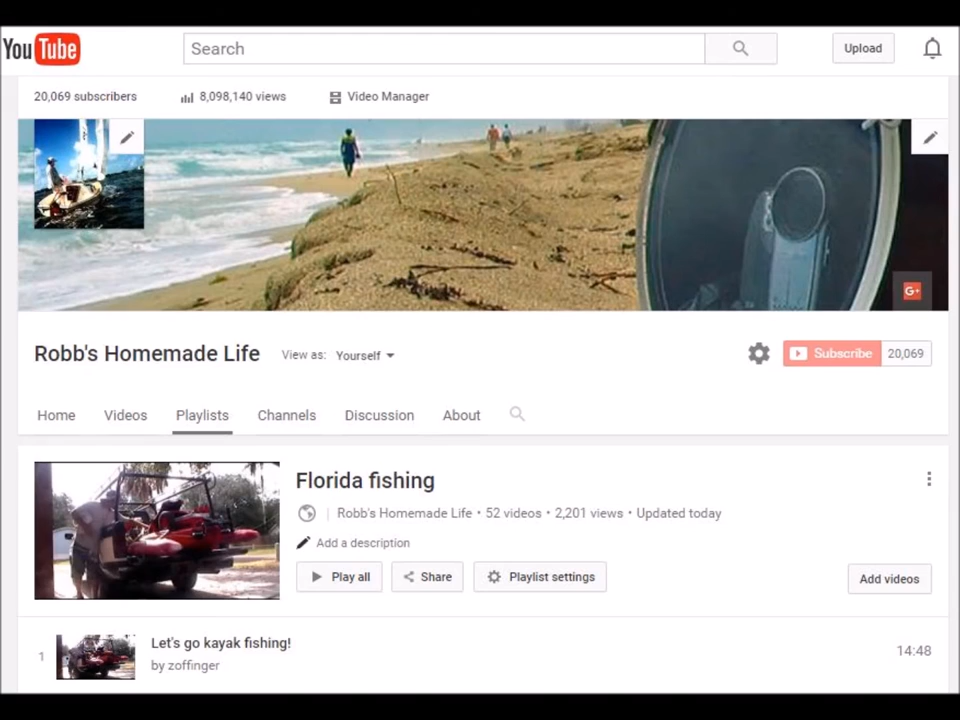 YouTube Search Upload
20,069 subscribers 8,098,140 views Video Manager
G+
Robb's Homemade Life View as: Yourself Subscribe 20,069
Home Videos Playlists Channels Discussion About
Florida fishing
Robb's Homemade Life • 52 videos • 2,201 views • Updated today
Add a description
Play all Share Playlist settings Add videos
1 Let's go kayak fishing! 14:48
by zoffinger